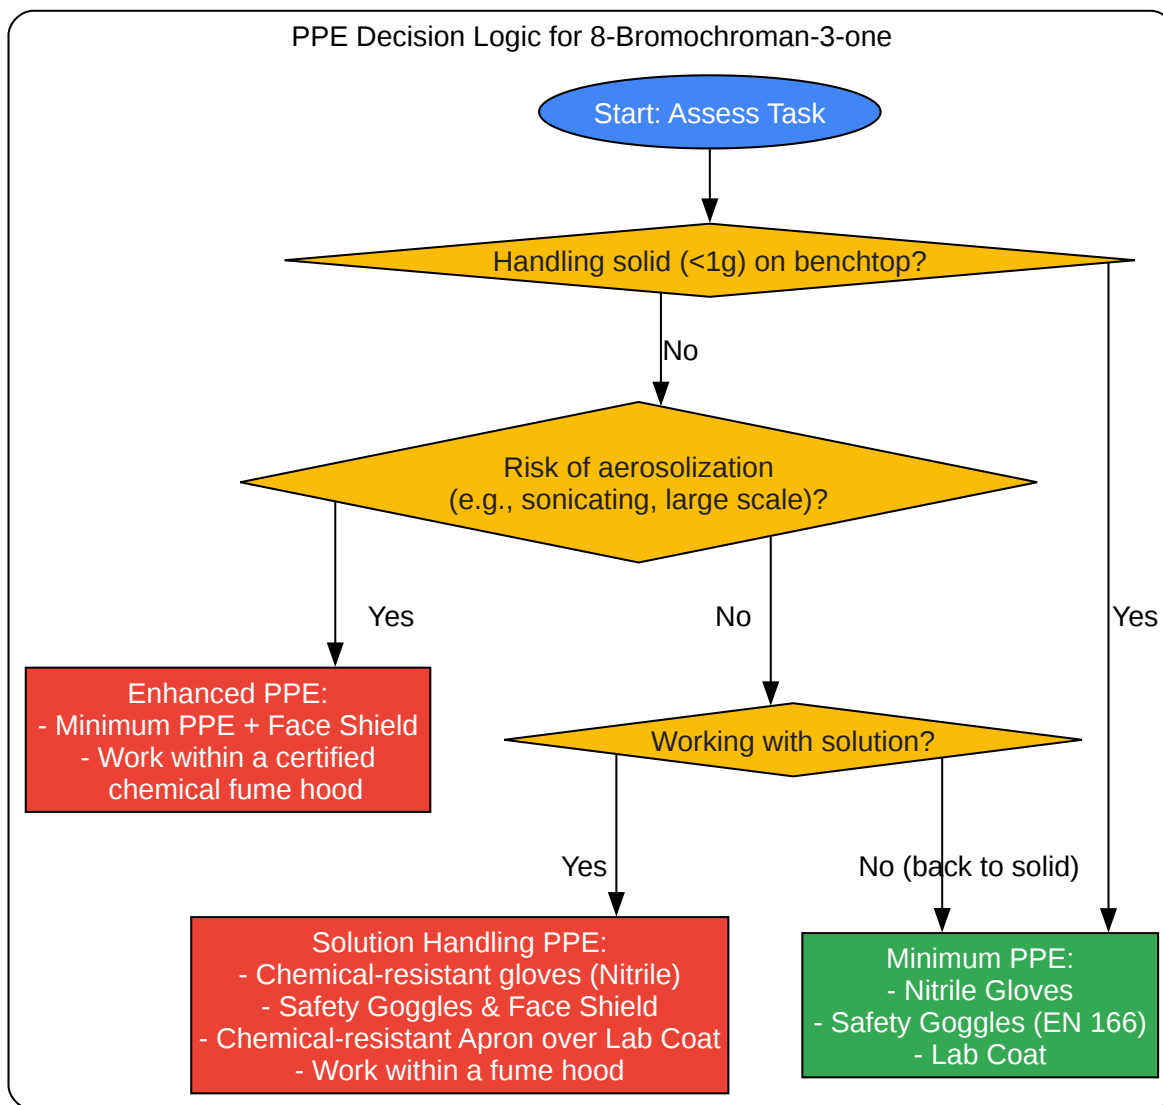 PPE Decision Logic for 8-Bromochroman-3-one
Start: Assess Task
Handling solid (<1g) on benchtop?
No
Risk of aerosolization
(e.g., sonicating, large scale)?
Yes
No
Yes
Enhanced PPE:
- Minimum PPE + Face Shield
- Work within a certified
chemical fume hood
Working with solution?
Yes
No (back to solid)
Solution Handling PPE:
- Chemical-resistant gloves (Nitrile)
- Safety Goggles & Face Shield
- Chemical-resistant Apron over Lab Coat
- Work within a fume hood
Minimum PPE:
- Nitrile Gloves
- Safety Goggles (EN 166)
- Lab Coat